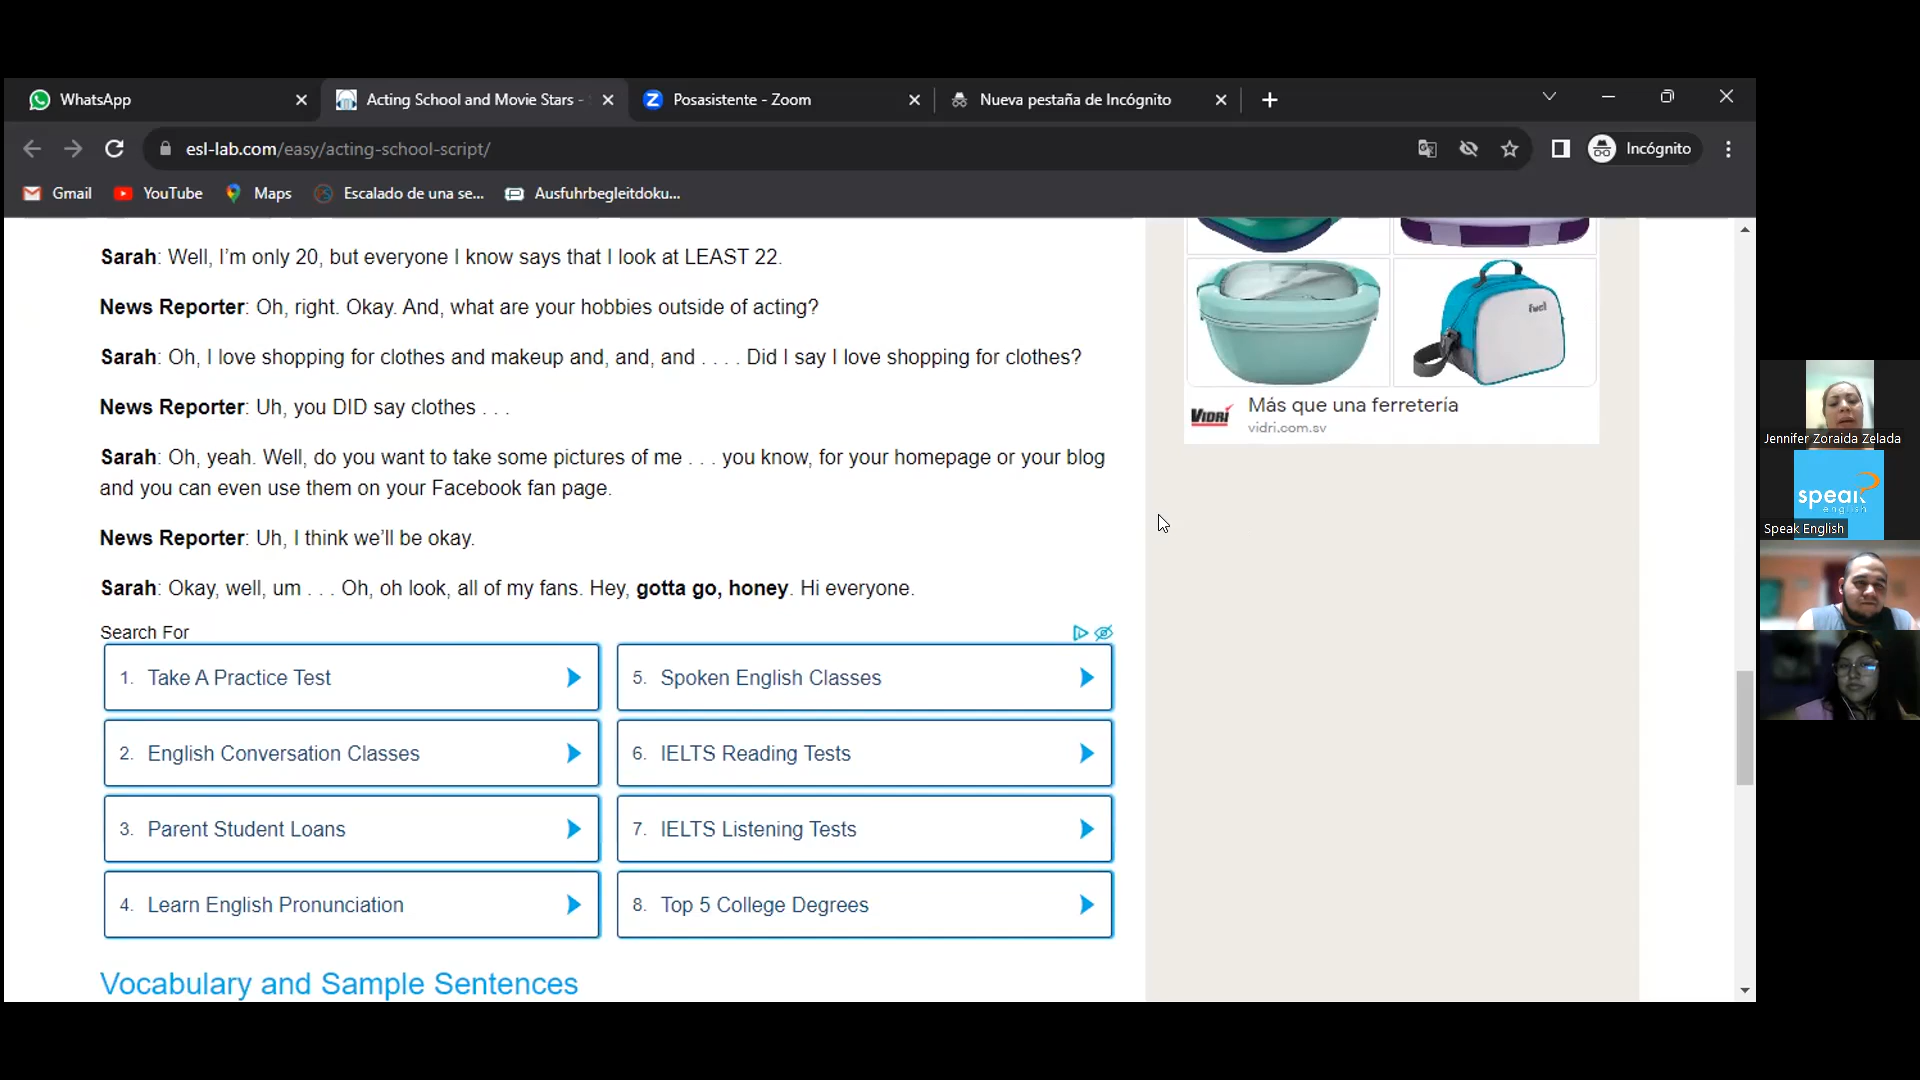 WhatsApp
Acting School and Movie Stars -
Posasistente - Zoom
Nueva pestaña de Incógnito
esl-lab.com/easy/acting-school-script/
Incógnito
Gmail
YouTube
Maps
Escalado de una se...
Ausfuhrbegleitdoku...
Sarah: Well, I’m only 20, but everyone I know says that I look at LEAST 22.
News Reporter: Oh, right. Okay. And, what are your hobbies outside of acting?
Sarah: Oh, I love shopping for clothes and makeup and, and, and . . . . Did I say I love shopping for clothes?
News Reporter: Uh, you DID say clothes . . .
Sarah: Oh, yeah. Well, do you want to take some pictures of me . . . you know, for your homepage or your blog
and you can even use them on your Facebook fan page.
News Reporter: Uh, I think we’ll be okay.
Sarah: Okay, well, um . . . Oh, oh look, all of my fans. Hey, gotta go, honey. Hi everyone.
Search For
1. Take A Practice Test
2. English Conversation Classes
3. Parent Student Loans
4. Learn English Pronunciation
5. Spoken English Classes
6. IELTS Reading Tests
7. IELTS Listening Tests
8. Top 5 College Degrees
Vocabulary and Sample Sentences
VIDRÍ
Más que una ferretería
vidri.com.sv
Jennifer Zoraida Zelada
speak
english
Speak English